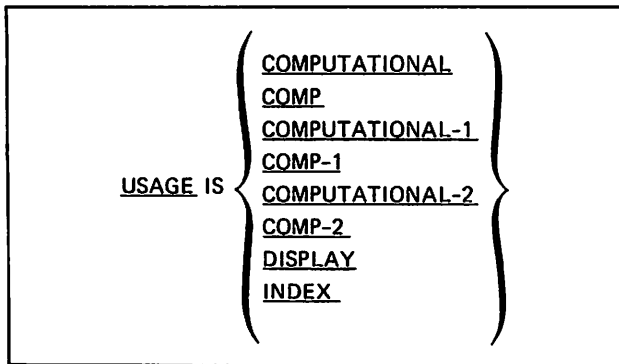 COMPUTATIONAL
COMP
COMPUTATIONAL-1
COMP-1
USAGE IS
COMPUTATIONAL-2
COMP-2
DISPLAY
INDEX